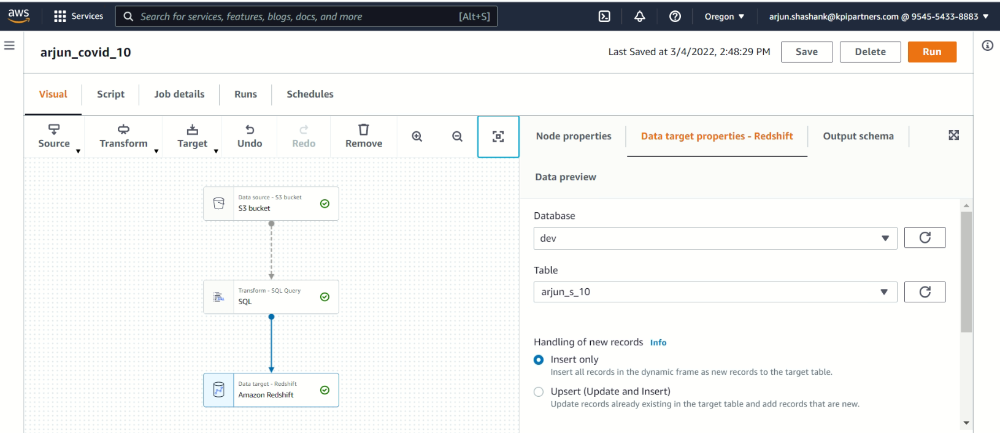 aws
Services
Search for services, features, blogs, docs, and more
[Alt+S]
Oregon
arjun.shashank@kpipartners.com @ 9545-5433-8883
arjun_covid_10
Last Saved at 3/4/2022, 2:48:29 PM
Save
Delete
Run
Visual
Script
Job details
Runs
Schedules
Source
Transform
Target
Undo
Redo
Remove
Node properties
Data target properties - Redshift
Output schema
Data preview
Data source - S3 bucket
S3 bucket
Transform - SQL Query
SQL
Data target - Redshift
Amazon Redshift
Database
dev
Table
arjun_s_10
Handling of new records Info
Insert only
Insert all records in the dynamic frame as new records to the target table.
Upsert (Update and Insert)
Update records already existing in the target table and add records that are new.